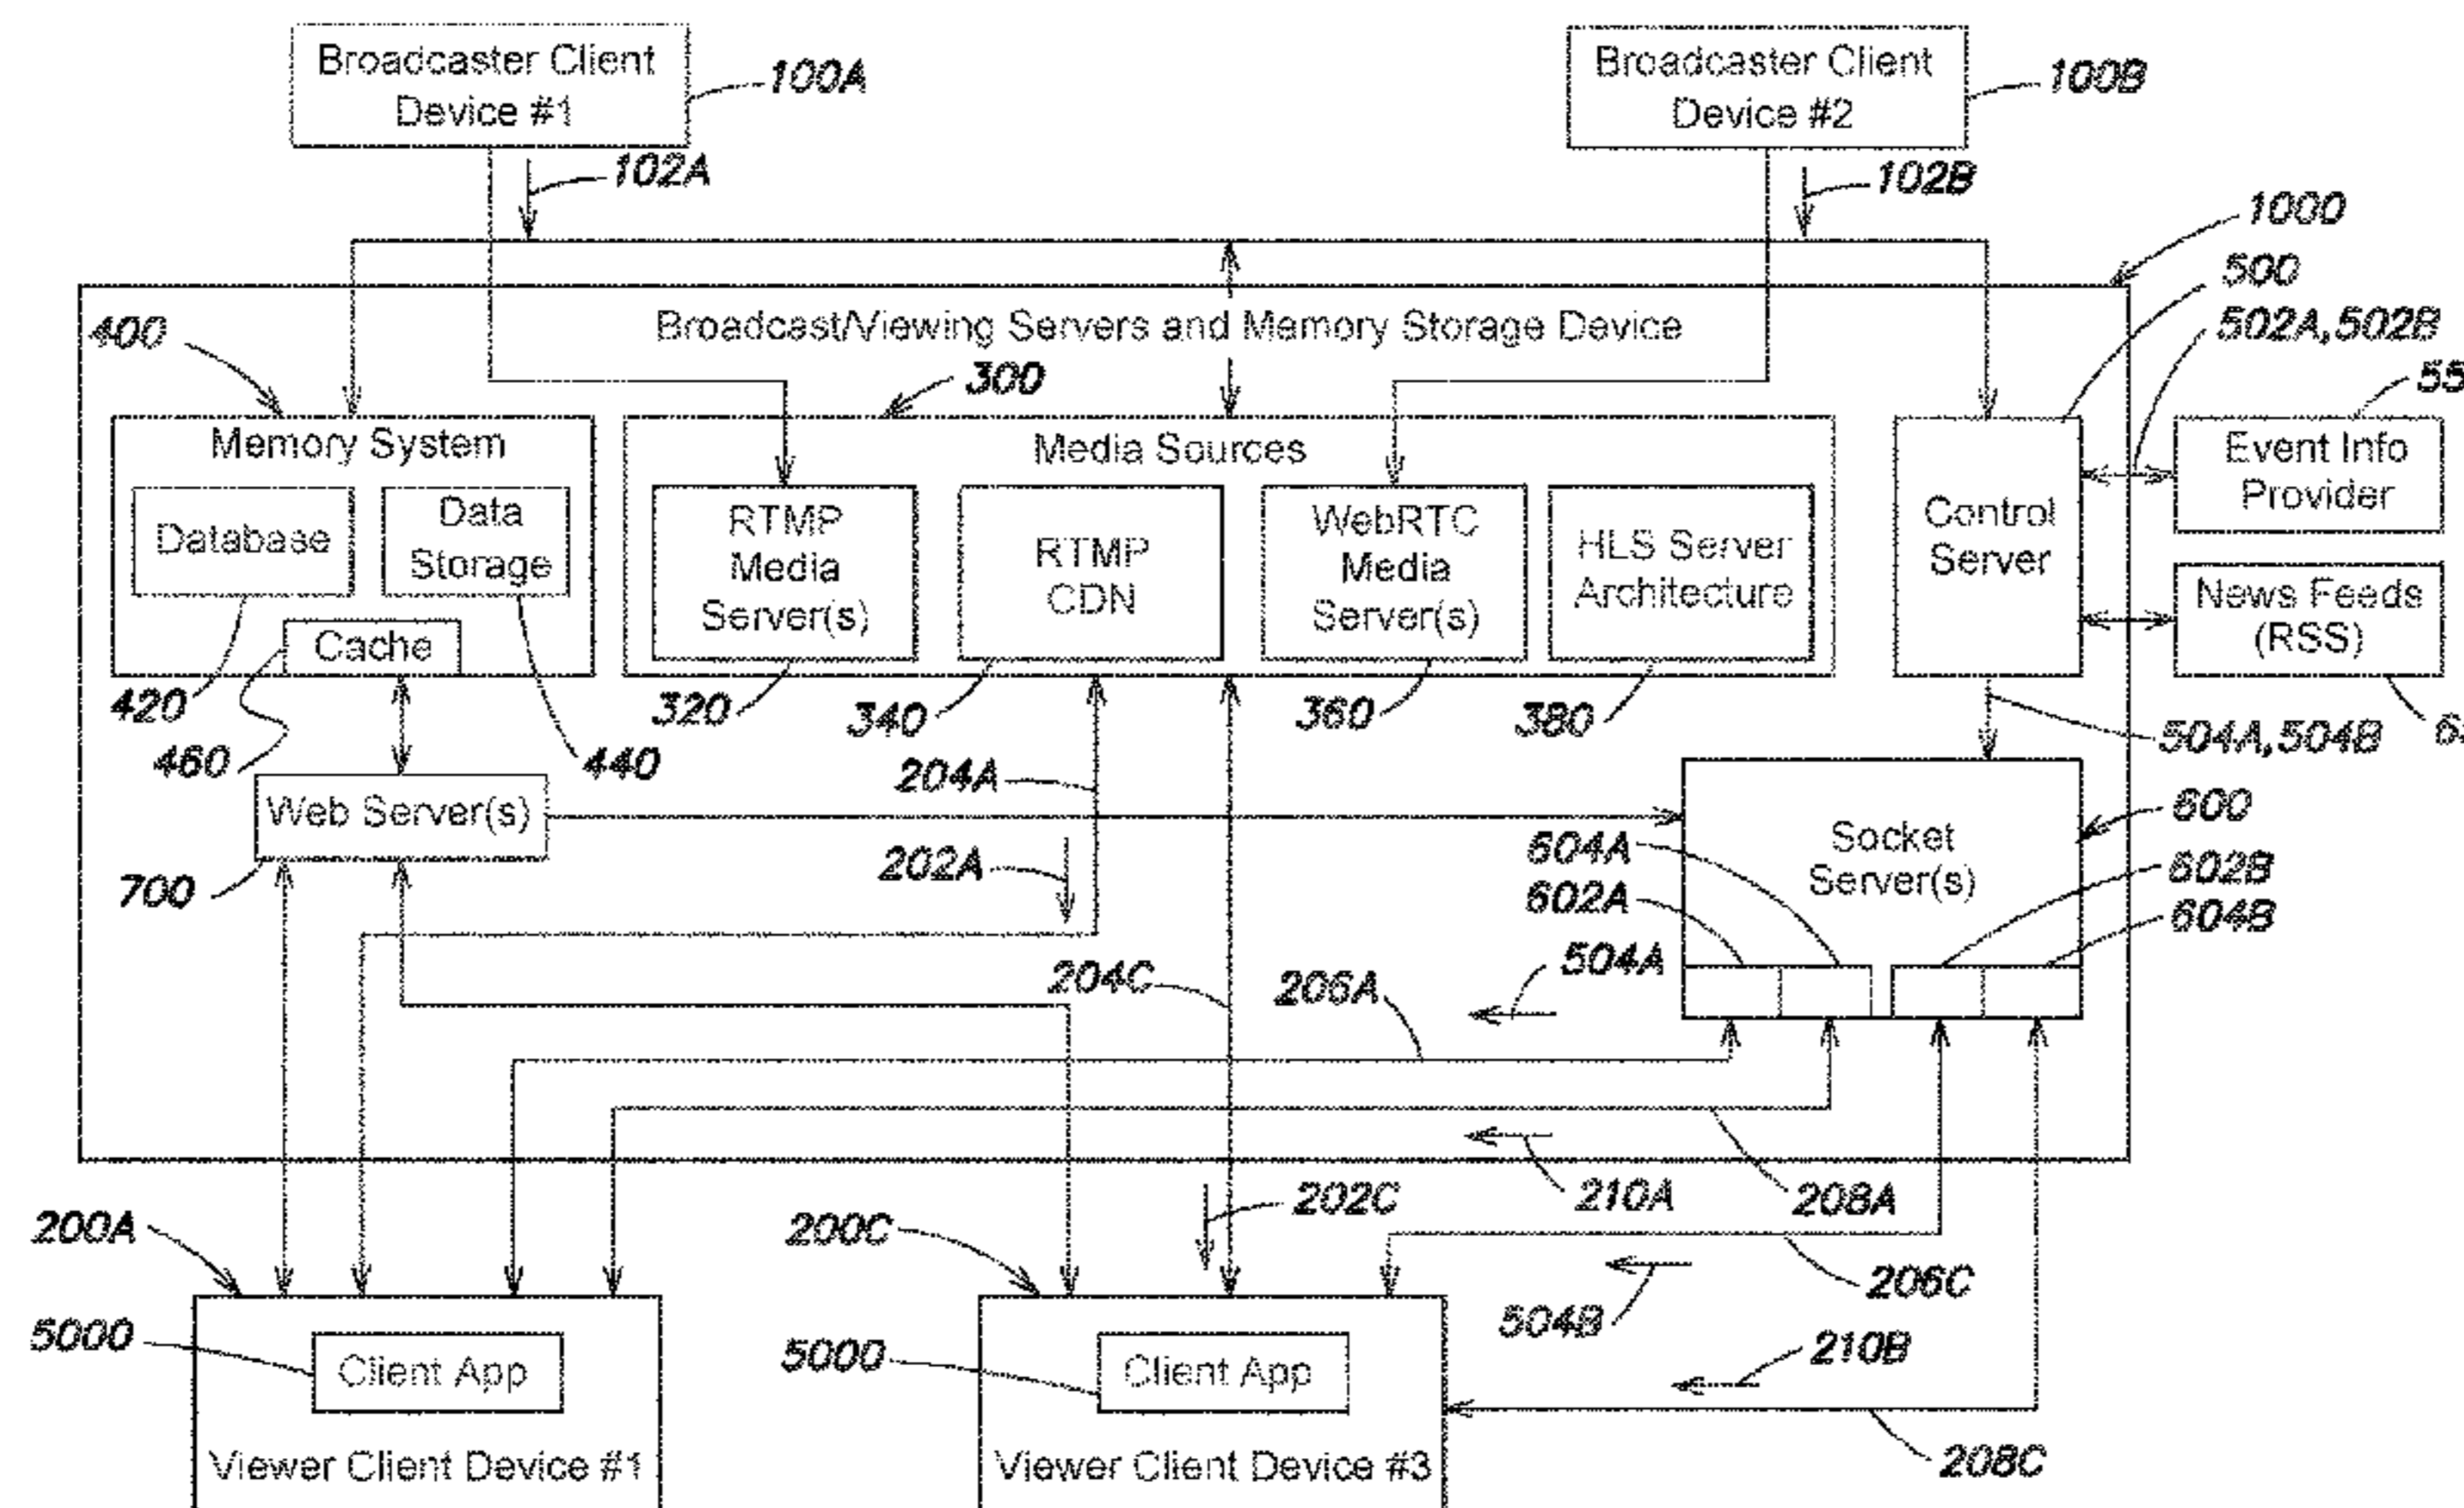 Broadcaster Client
Device #1
100A
Broadcaster Client
Device #2
100B
102A
102B
1000
500
502A,502B
Broadcast/Viewing Servers and Memory Storage Device
400
300
Memory System
Database
Data
Storage
Cache
Media Sources
RTMP
Media
Server(s)
RTMP
CDN
WebRTC
Media
Server(s)
HLS Server
Architecture
Control
Server
Event Info
Provider
News Feeds
(RSS)
420
460
440
320
340
360
380
504A,504B
Web Server(s)
700
204A
202A
Socket
Server(s)
600
604A
602A
602B
604B
504A
204C
206A
210A
208A
202C
200A
200C
206C
504B
210B
208C
5000
Client App
Viewer Client Device #1
5000
Client App
Viewer Client Device #3